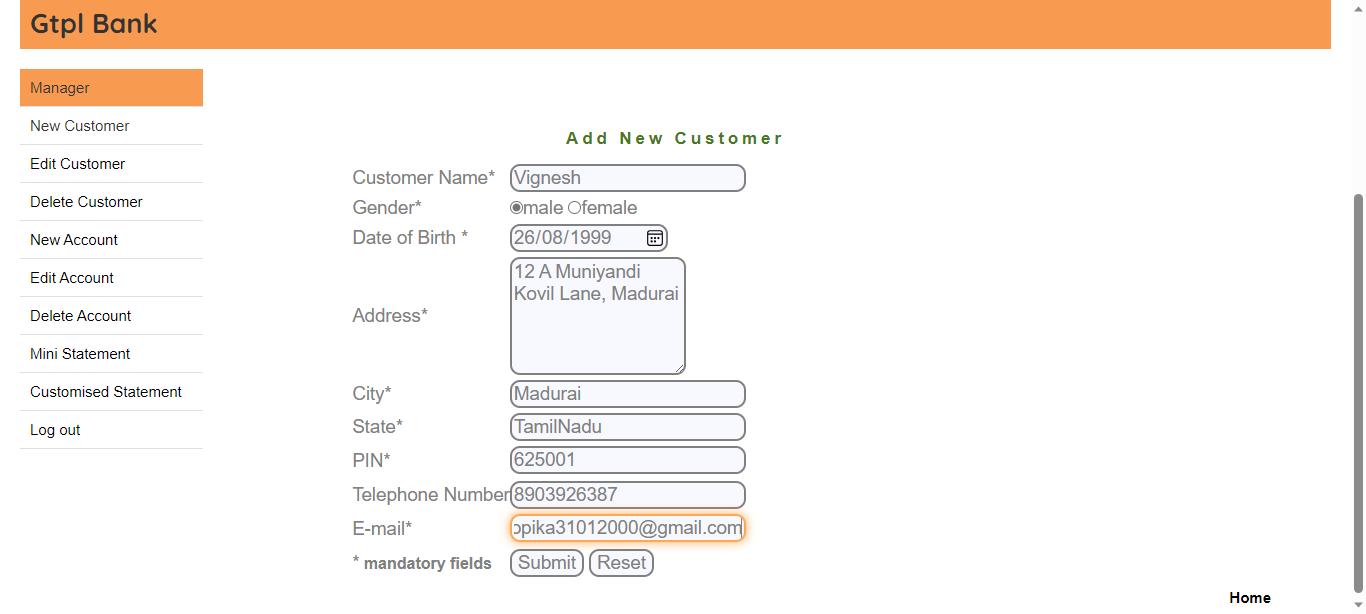 Gtpl Bank
Manager
New Customer
Edit Customer
Delete Customer
New Account
Edit Account
Delete Account
Mini Statement
Customised Statement
Log out
Add New Customer
Customer Name* Vignesh
Gender* male female
Date of Birth * 26/08/1999
Address* 12 A Muniyandi
Kovil Lane, Madurai
City* Madurai
State* TamilNadu
PIN* 625001
Telephone Number 8903926387
E-mail* opika31012000@gmail.com
* mandatory fields Submit Reset
Home